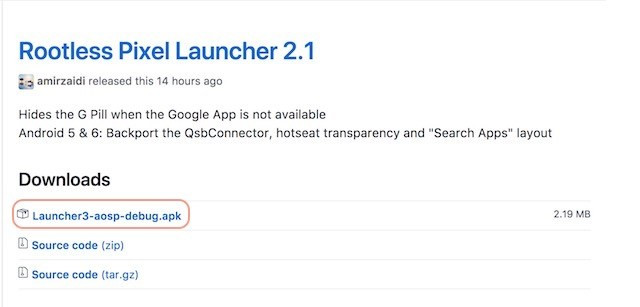 Rootless Pixel Launcher 2.1
amirzaidi released this 14 hours ago
Hides the G Pill when the Google App is not available
Android 5 & 6: Backport the QsbConnector, hotseat transparency and "Search Apps" layout
Downloads
Launcher3-aosp-debug.apk 2.19 MB
Source code (zip)
Source code (tar.gz)